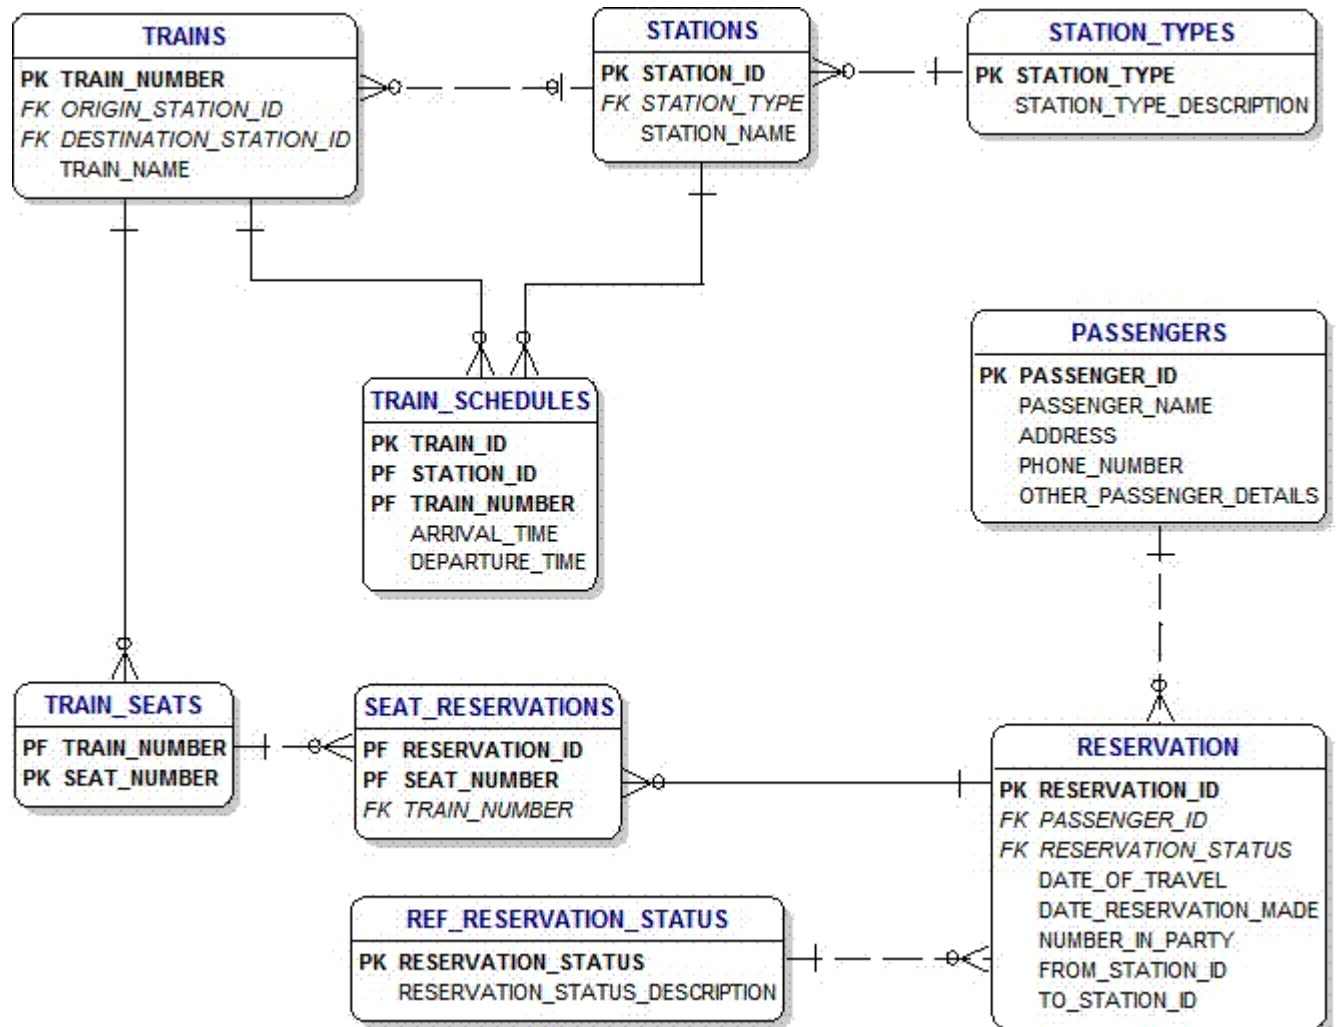 TRAINS
PK TRAIN_NUMBER
FK ORIGIN_STATION_ID
FK DESTINATION_STATION_ID
TRAIN_NAME
STATIONS
PK STATION_ID
FK STATION_TYPE
STATION_NAME
STATION_TYPES
PK STATION_TYPE
STATION_TYPE_DESCRIPTION
TRAIN_SCHEDULES
PK TRAIN_ID
PF STATION_ID
PF TRAIN_NUMBER
ARRIVAL_TIME
DEPARTURE_TIME
PASSENGERS
PK PASSENGER_ID
PASSENGER_NAME
ADDRESS
PHONE_NUMBER
OTHER_PASSENGER_DETAILS
TRAIN_SEATS
PF TRAIN_NUMBER
PK SEAT_NUMBER
SEAT_RESERVATIONS
PF RESERVATION_ID
PF SEAT_NUMBER
FK TRAIN_NUMBER
RESERVATION
PK RESERVATION_ID
FK PASSENGER_ID
FK RESERVATION_STATUS
DATE_OF_TRAVEL
DATE_RESERVATION_MADE
NUMBER_IN_PARTY
FROM_STATION_ID
TO_STATION_ID
REF_RESERVATION_STATUS
PK RESERVATION_STATUS
RESERVATION_STATUS_DESCRIPTION